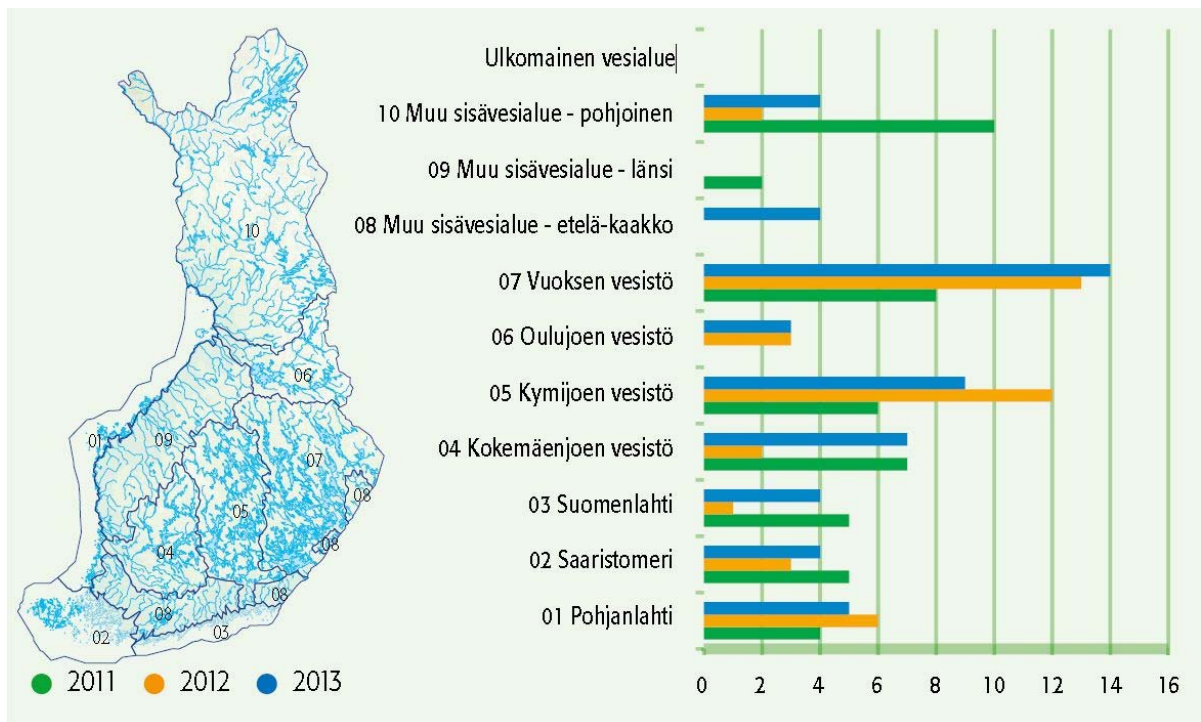 10
06
01
09
07
08
05
08
04
08
08
03
02
2011 2012 2013
Ulkomainen vesialue
10 Muu sisävesialue - pohjoinen
09 Muu sisävesialue - länsi
08 Muu sisävesialue - etelä-kaakko
07 Vuoksen vesistö
06 Oulujoen vesistö
05 Kymijoen vesistö
04 Kokemäenjoen vesistö
03 Suomenlahti
02 Saaristomeri
01 Pohjanlahti
0 2 4 6 8 10 12 14 16